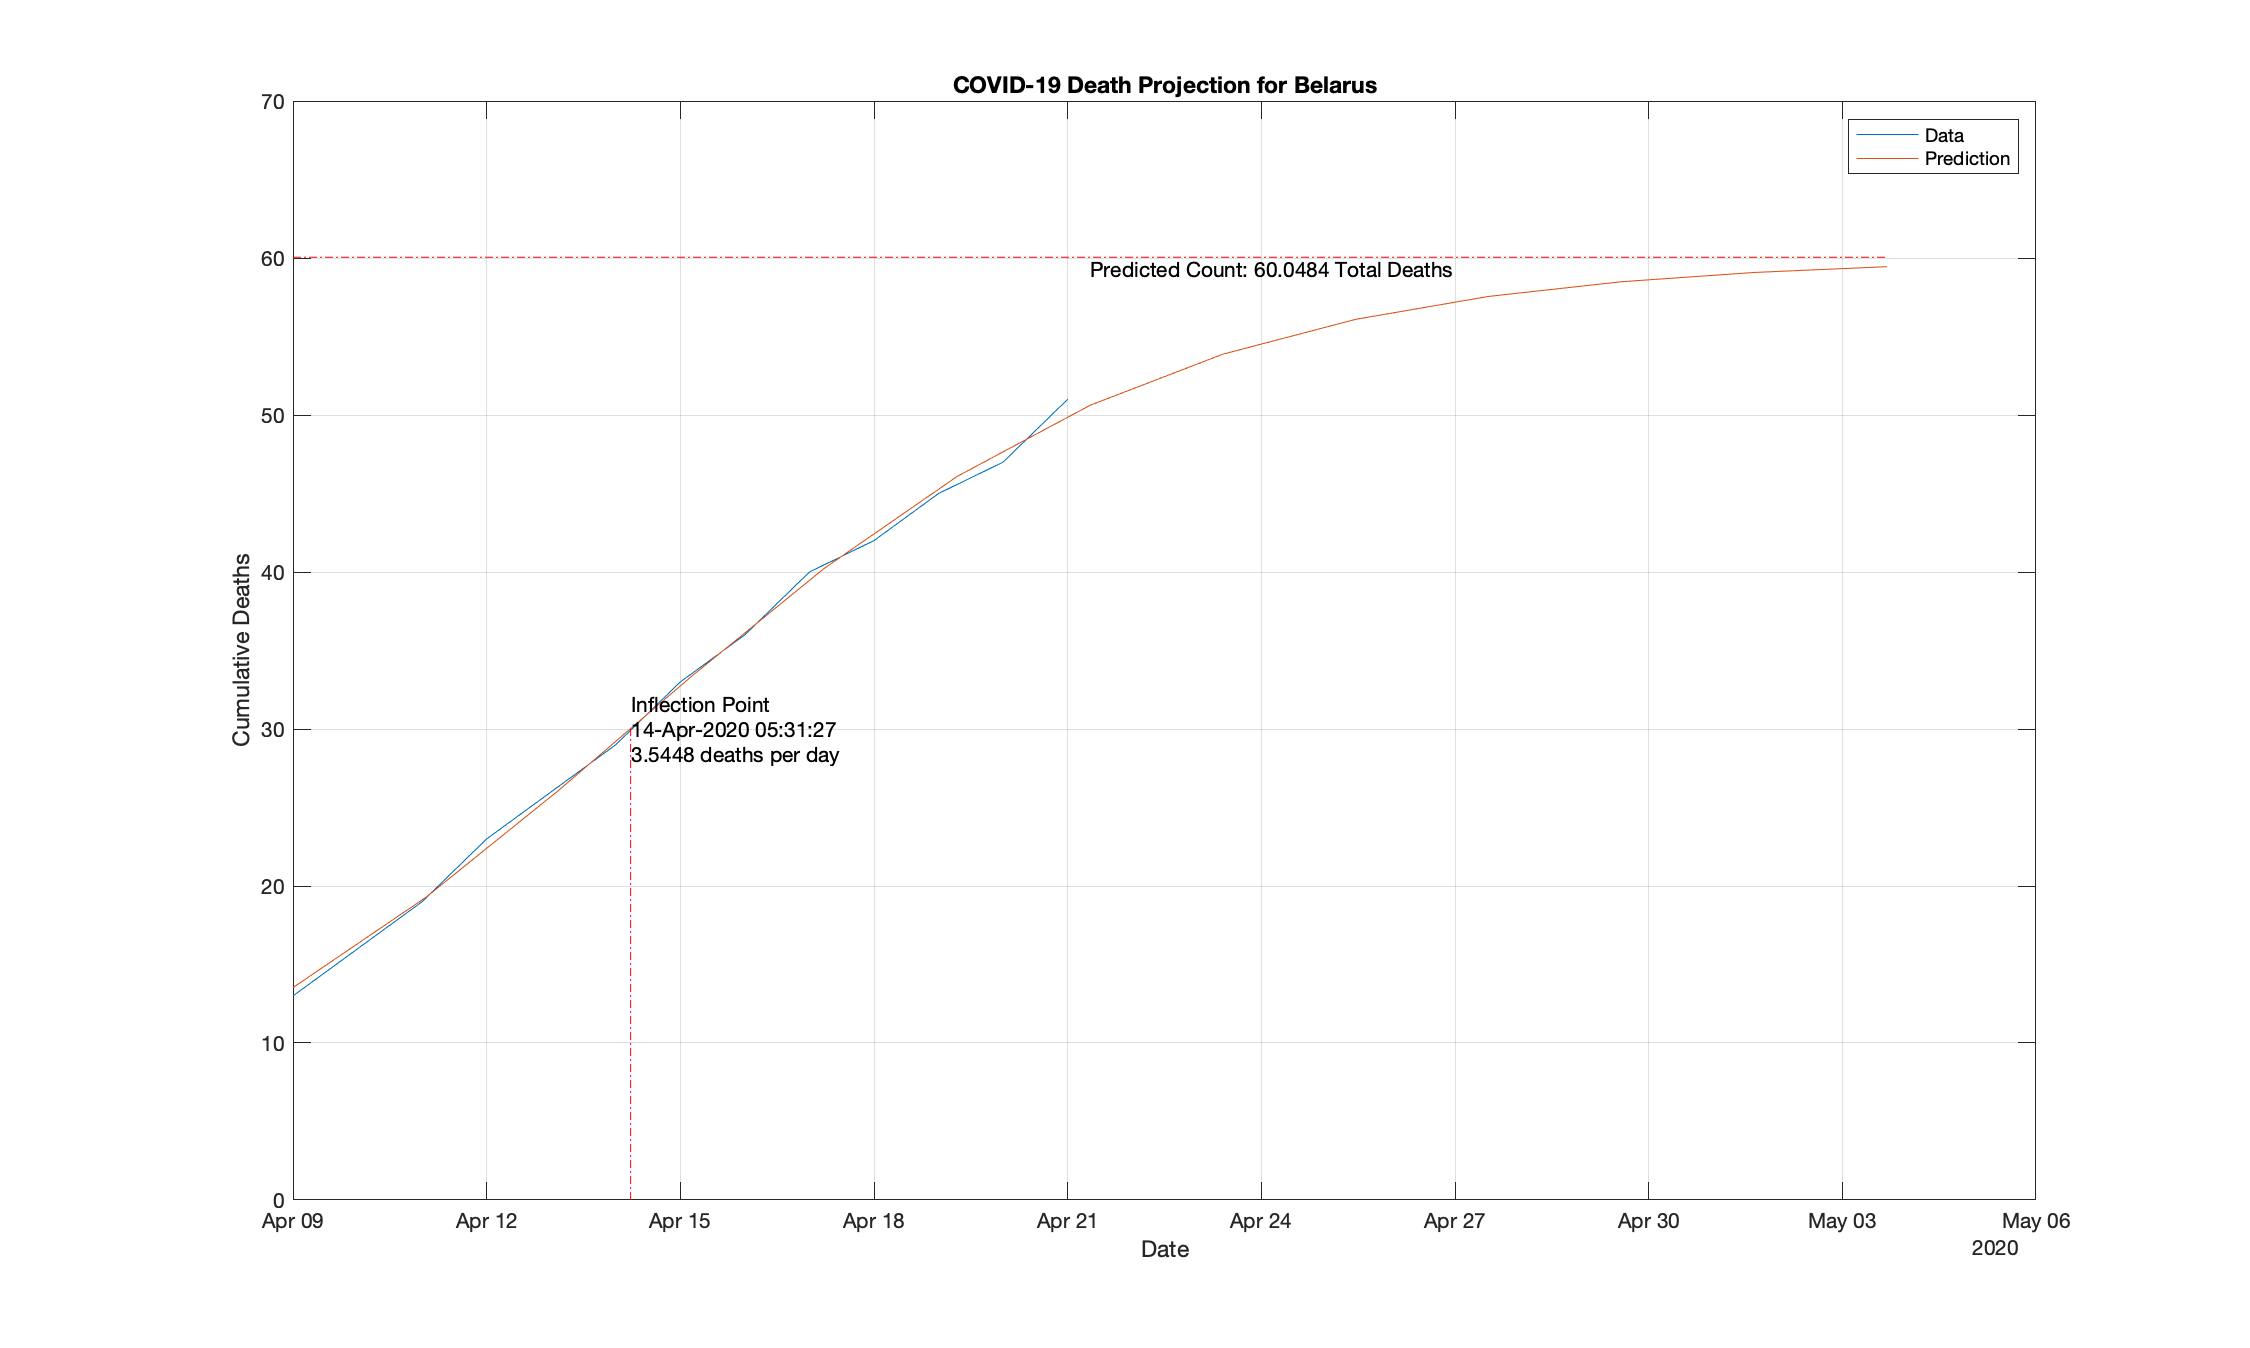 COVID-19 Death Projection for Belarus
70
60
50
40
30
20
10
0
Cumulative Deaths
Data
Prediction
Predicted Count: 60.0484 Total Deaths
Inflection Point
14-Apr-2020 05:31:27
3.5448 deaths per day
Apr 09 Apr 12 Apr 15 Apr 18 Apr 21 Apr 24 Apr 27 Apr 30 May 03 May 06
Date
2020